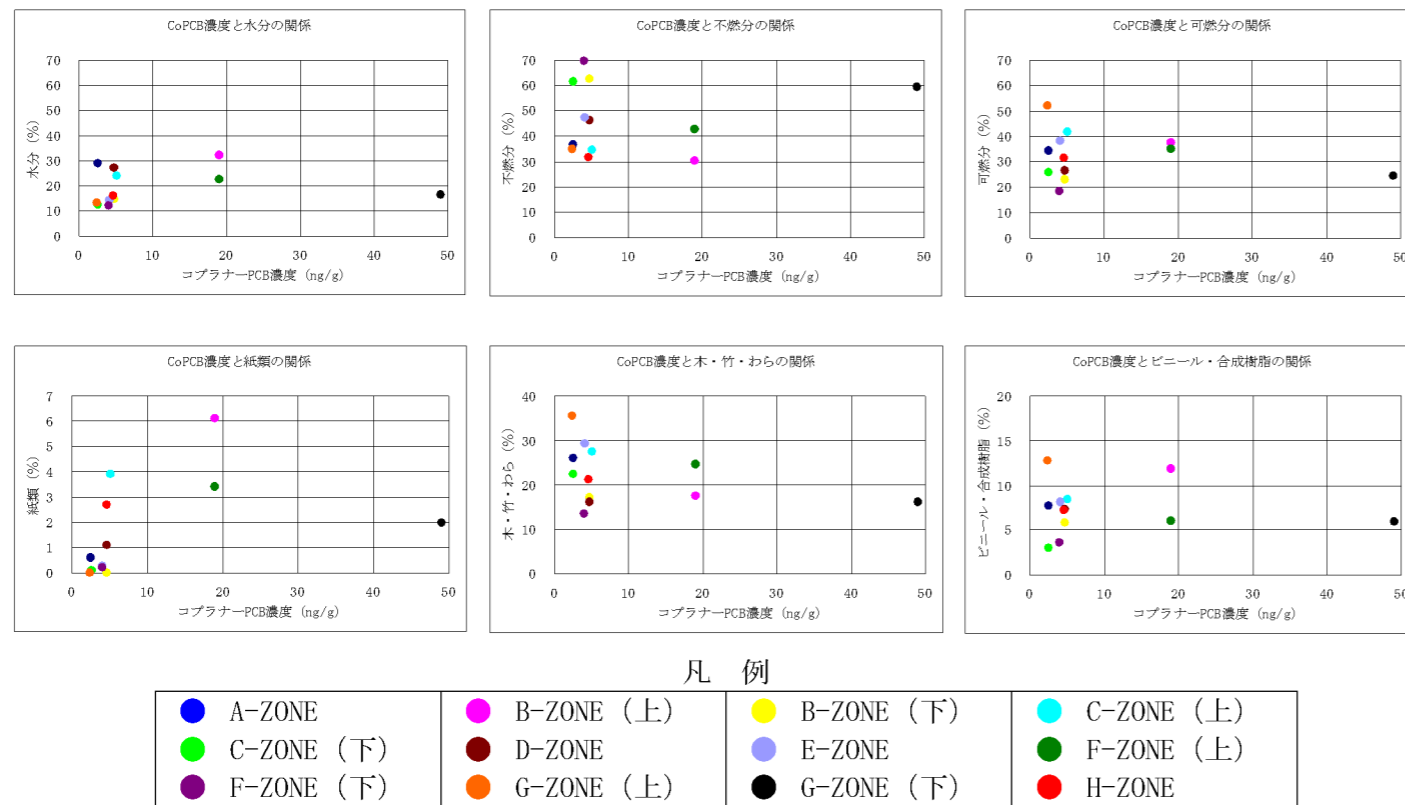 CoPCB濃度と水分の関係
70
60
50
40
30
20
10
0
水分 (%)
0 10 20 30 40 50
コプラナーPCB濃度 (ng/g)
CoPCB濃度と不燃分の関係
70
60
50
40
30
20
10
0
不燃分 (%)
0 10 20 30 40 50
コプラナーPCB濃度 (ng/g)
CoPCB濃度と可燃分の関係
70
60
50
40
30
20
10
0
可燃分 (%)
0 10 20 30 40 50
コプラナーPCB濃度 (ng/g)
CoPCB濃度と紙類の関係
7
6
5
4
3
2
1
0
紙類 (%)
0 10 20 30 40 50
コプラナーPCB濃度 (ng/g)
CoPCB濃度と木・竹・わらの関係
40
30
20
10
0
木・竹・わら (%)
0 10 20 30 40 50
コプラナーPCB濃度 (ng/g)
CoPCB濃度とビニール・合成樹脂の関係
20
15
10
5
0
ビニール・合成樹脂 (%)
0 10 20 30 40 50
コプラナーPCB濃度 (ng/g)
凡 例
A-ZONE B-ZONE (上) B-ZONE (下) C-ZONE (上)
C-ZONE (下) D-ZONE E-ZONE F-ZONE (上)
F-ZONE (下) G-ZONE (上) G-ZONE (下) H-ZONE